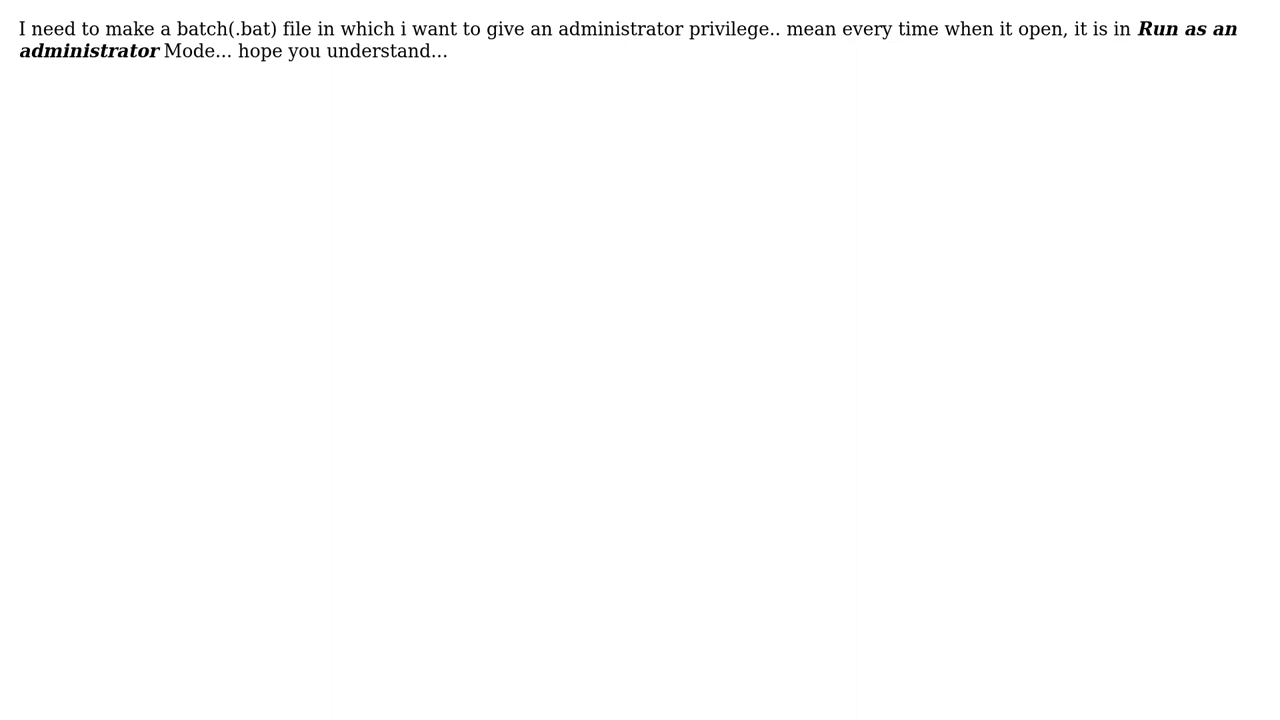 I need to make a batch(.bat) file in which i want to give an administrator privilege.. mean every time when it open, it is in Run as an
administrator Mode... hope you understand...